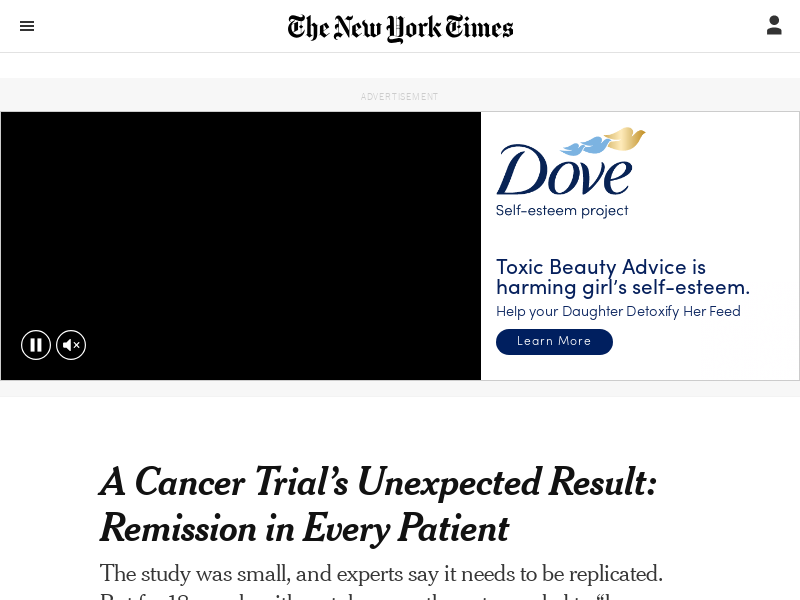 The New York Times
ADVERTISEMENT
Dove
Self-esteem project
Toxic Beauty Advice is
harming girl's self-esteem.
Help your Daughter Detoxify Her Feed
Learn More
A Cancer Trial's Unexpected Result:
Remission in Every Patient
The study was small, and experts say it needs to be replicated.